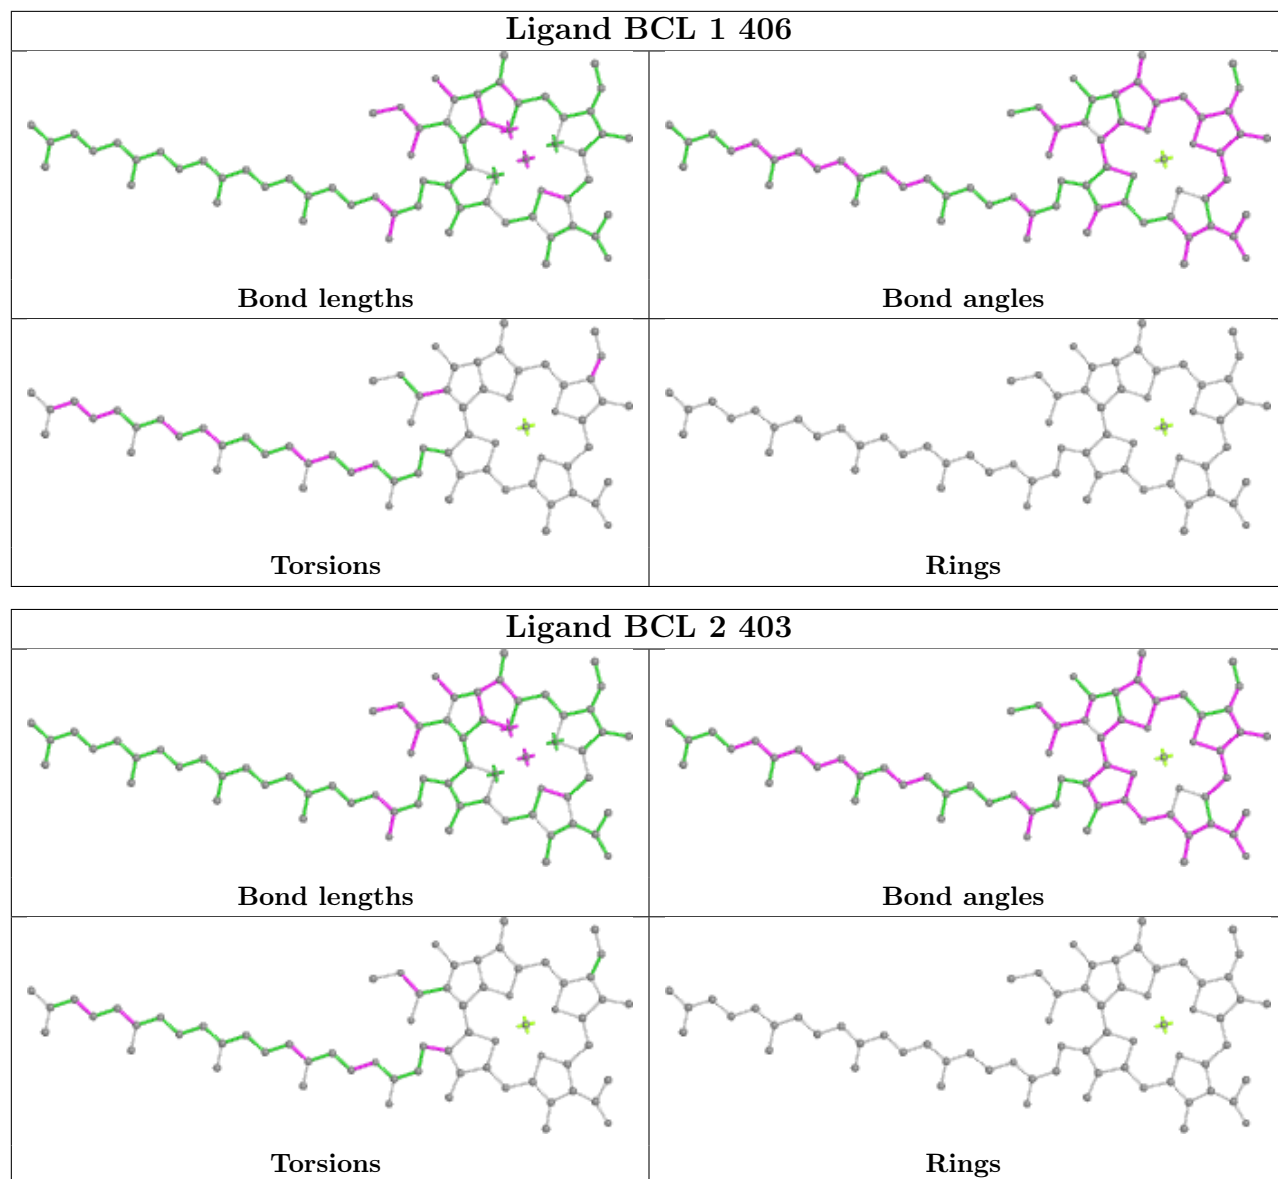 Ligand BCL 1 406
Bond lengths
Bond angles
Torsions
Rings
Ligand BCL 2 403
Bond lengths
Bond angles
Torsions
Rings